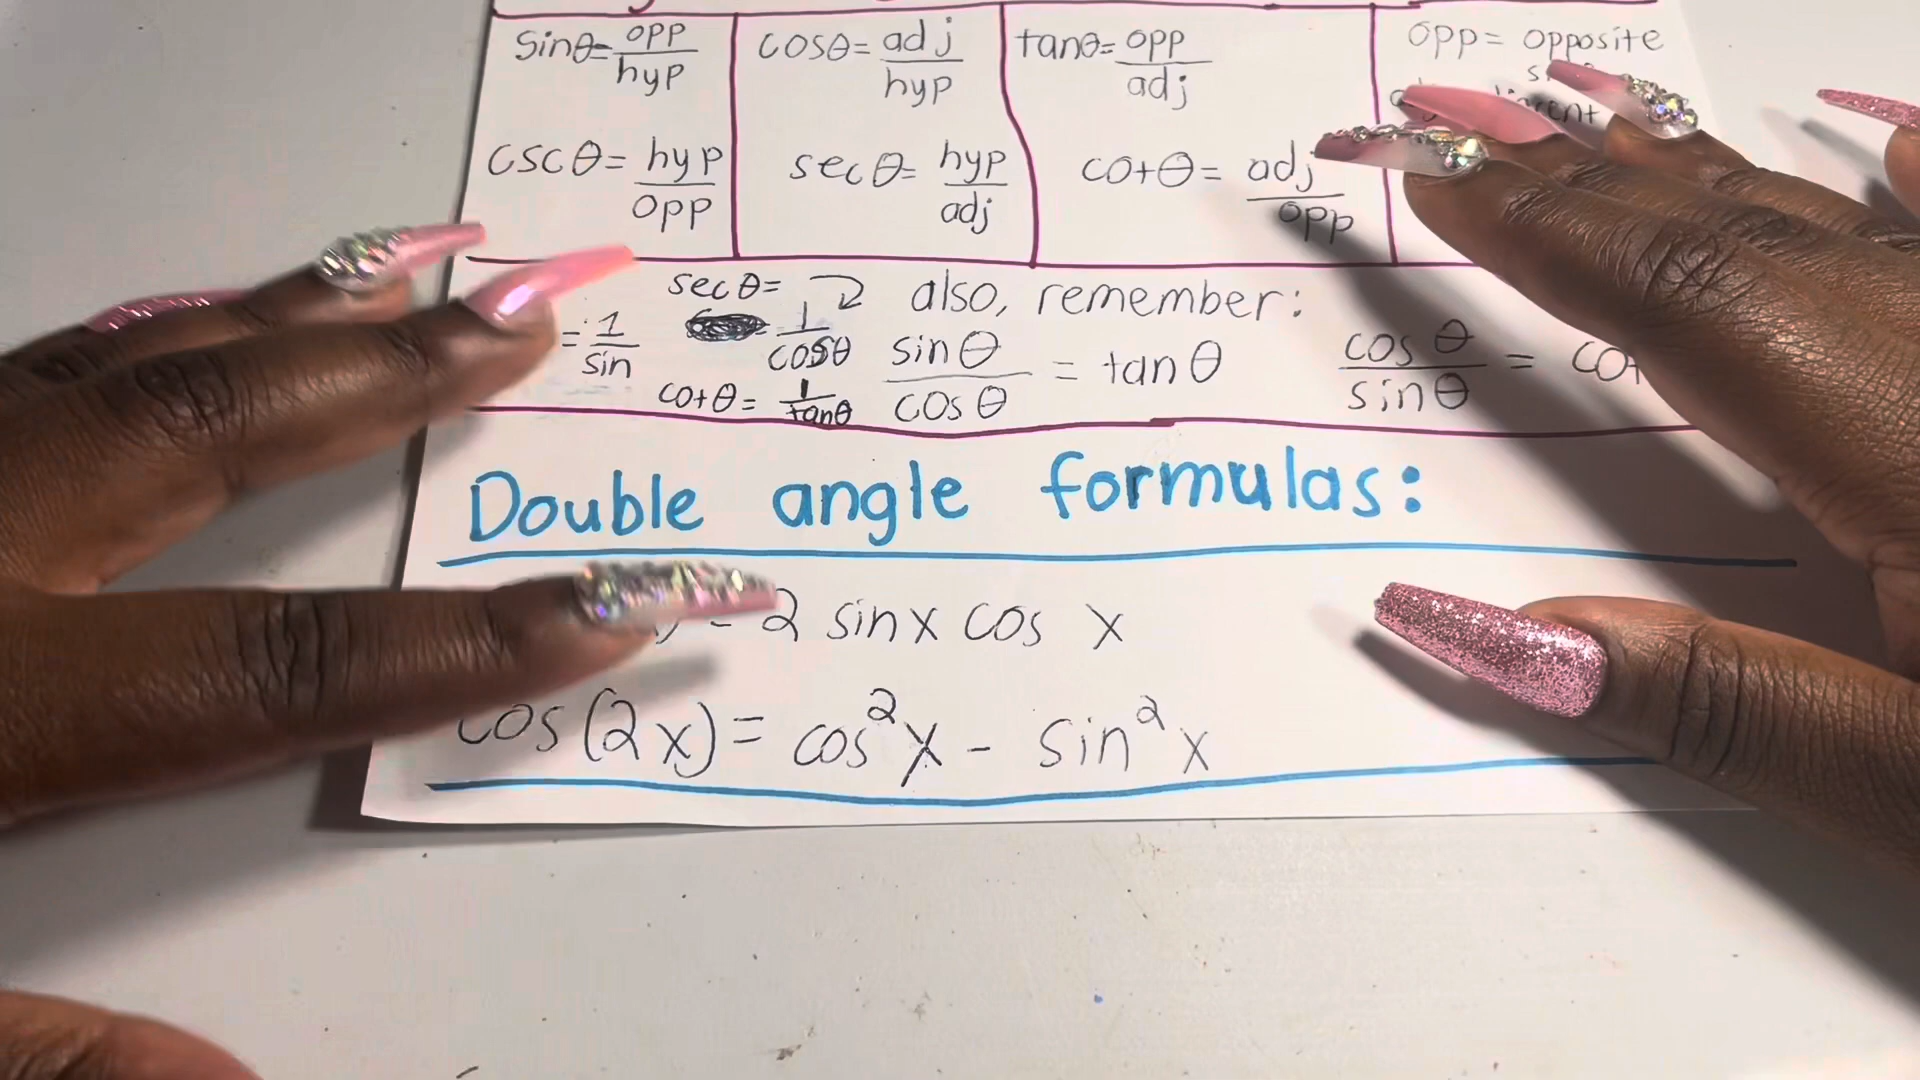 sinθ= opp/hyp
cosθ= adj/hyp
tanθ= opp/adj
opp= opposite
cscθ= hyp/opp
secθ= hyp/adj
cotθ= adj/opp
= 1/sin
secθ= 1/cosθ
cotθ= 1/tanθ
also, remember:
sinθ/cosθ = tanθ
cosθ/sinθ =
Double angle formulas:
= 2 sinx cos x
cos(2x)= cos²x - sin²x